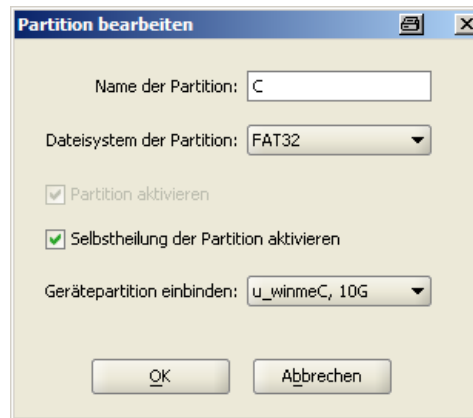 Partition bearbeiten
Name der Partition: C
Dateisystem der Partition: FAT32
Partition aktivieren
Selbstheilung der Partition aktivieren
Gerätepartition einbinden: u_winmeC, 10G
OK Abbrechen